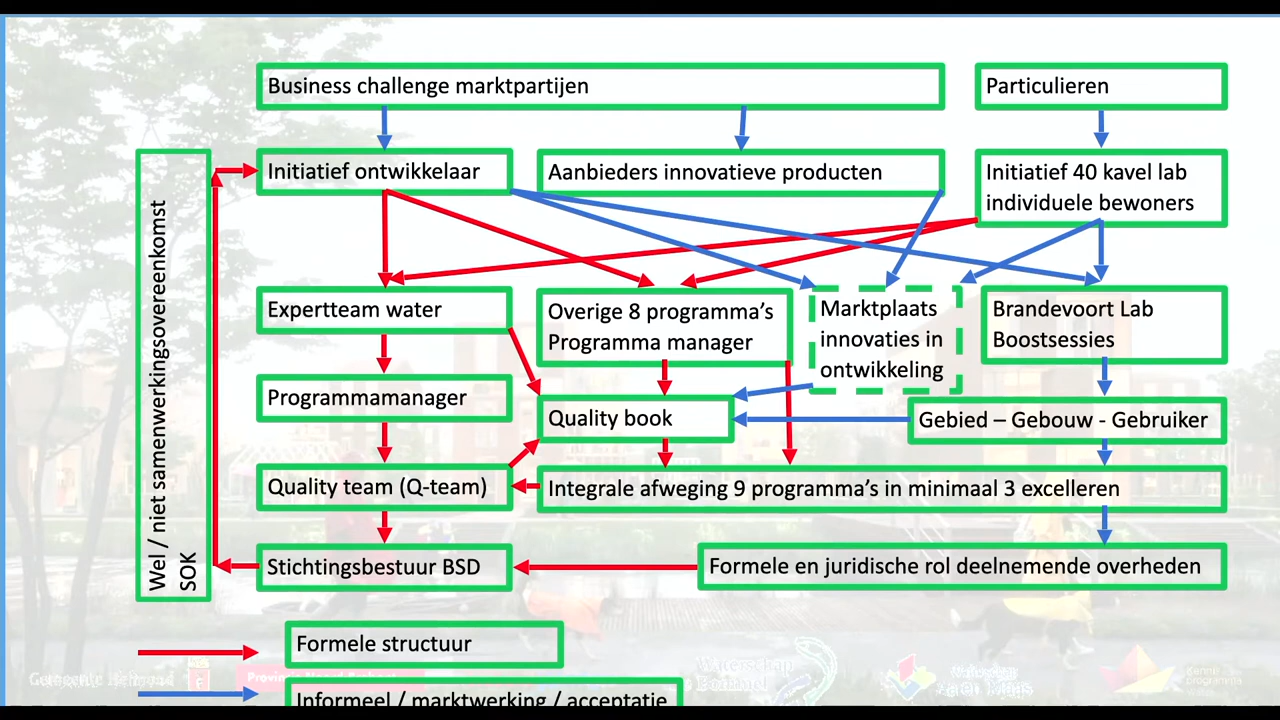 Business challenge marktpartijen
Particulieren
Initiatief ontwikkelaar
Aanbieders innovatieve producten
Initiatief 40 kavel lab
individuele bewoners
Wel / niet samenwerkingsovereenkomst
SOK
Expertteam water
Overige 8 programma's
Programma manager
Marktplaats
innovaties in
ontwikkeling
Brandevoort Lab
Boostsessies
Programmamanager
Quality book
Gebied – Gebouw - Gebruiker
Quality team (Q-team)
Integrale afweging 9 programma's in minimaal 3 excelleren
Stichtingsbestuur BSD
Formele en juridische rol deelnemende overheden
Formele structuur
Informeel / marktwerking / acceptatie
Waterschap